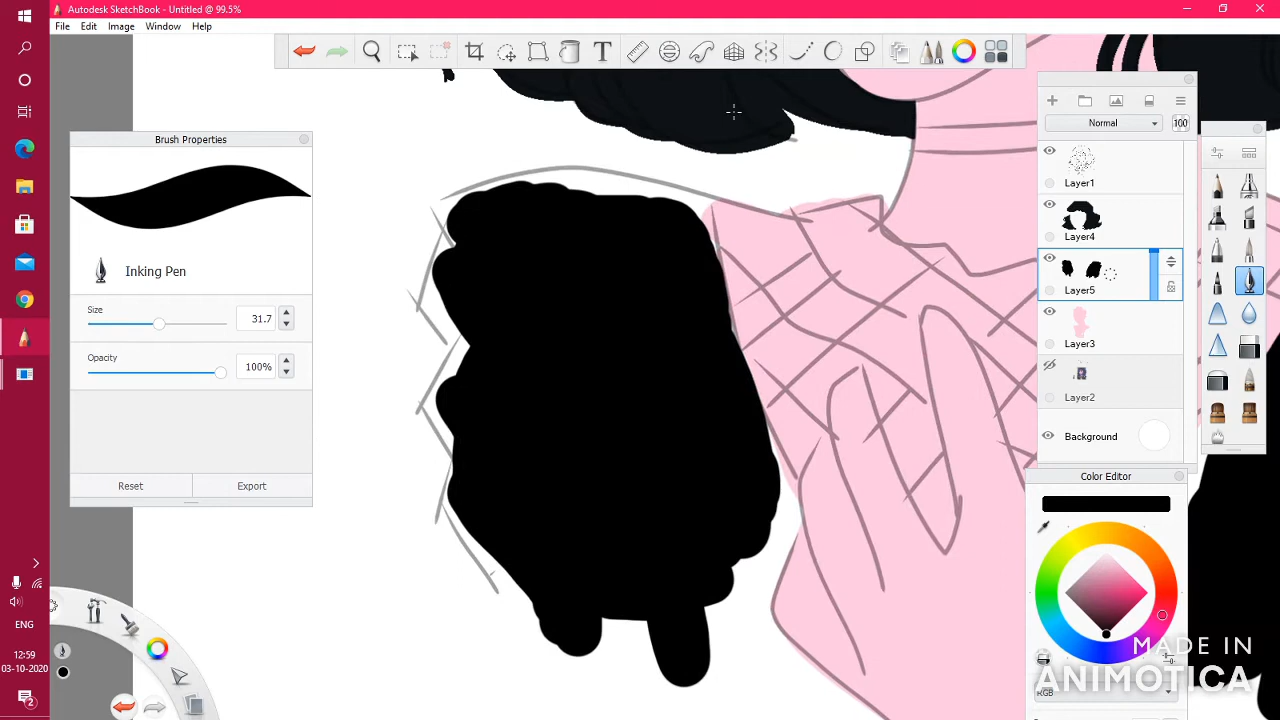 Autodesk SketchBook - Untitled @ 99.5%
File Edit Image Window Help
Brush Properties
Inking Pen
Size
31.7
Opacity
100%
Reset Export
Normal 100
Layer1
Layer4
Layer5
Layer3
Layer2
Background
Color Editor
RGB
ENG
12:59
03-10-2020
2
MADE IN
ANIMOTICA